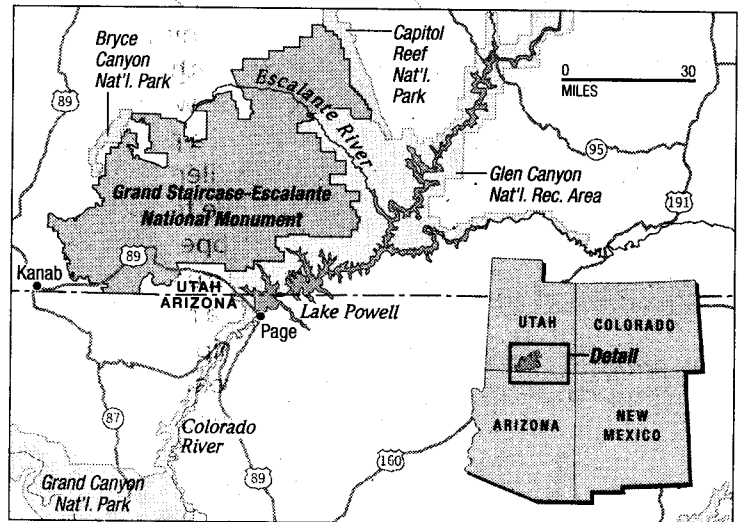 Bryce
Canyon
Nat'l. Park
Capitol
Reef
Nat'l.
Park
0 30
MILES
89
Escalante River
95
Glen Canyon
Nat'l. Rec. Area
191
Grand Staircase-Escalante
National Monument
89
Kanab
UTAH
ARIZONA
Lake Powell
Page
UTAH
COLORADO
Detail
ARIZONA
NEW
MEXICO
87
Colorado
River
89
160
Grand Canyon
Nat'l. Park